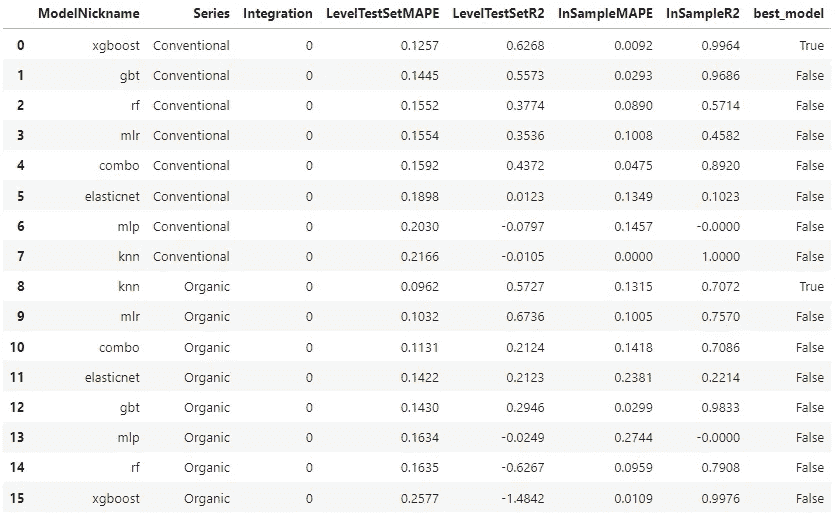 ModelNickname Series Integration LevelTestSetMAPE LevelTestSetR2 InSampleMAPE InSampleR2 best_model
0 xgboost Conventional 0 0.1257 0.6268 0.0092 0.9964 True
1 gbt Conventional 0 0.1445 0.5573 0.0293 0.9686 False
2 rf Conventional 0 0.1552 0.3774 0.0890 0.5714 False
3 mlr Conventional 0 0.1554 0.3536 0.1008 0.4582 False
4 combo Conventional 0 0.1592 0.4372 0.0475 0.8920 False
5 elasticnet Conventional 0 0.1898 0.0123 0.1349 0.1023 False
6 mlp Conventional 0 0.2030 -0.0797 0.1457 -0.0000 False
7 knn Conventional 0 0.2166 -0.0105 0.0000 1.0000 False
8 knn Organic 0 0.0962 0.5727 0.1315 0.7072 True
9 mlr Organic 0 0.1032 0.6736 0.1005 0.7570 False
10 combo Organic 0 0.1131 0.2124 0.1418 0.7086 False
11 elasticnet Organic 0 0.1422 0.2123 0.2381 0.2214 False
12 gbt Organic 0 0.1430 0.2946 0.0299 0.9833 False
13 mlp Organic 0 0.1634 -0.0249 0.2744 -0.0000 False
14 rf Organic 0 0.1635 -0.6267 0.0959 0.7908 False
15 xgboost Organic 0 0.2577 -1.4842 0.0109 0.9976 False